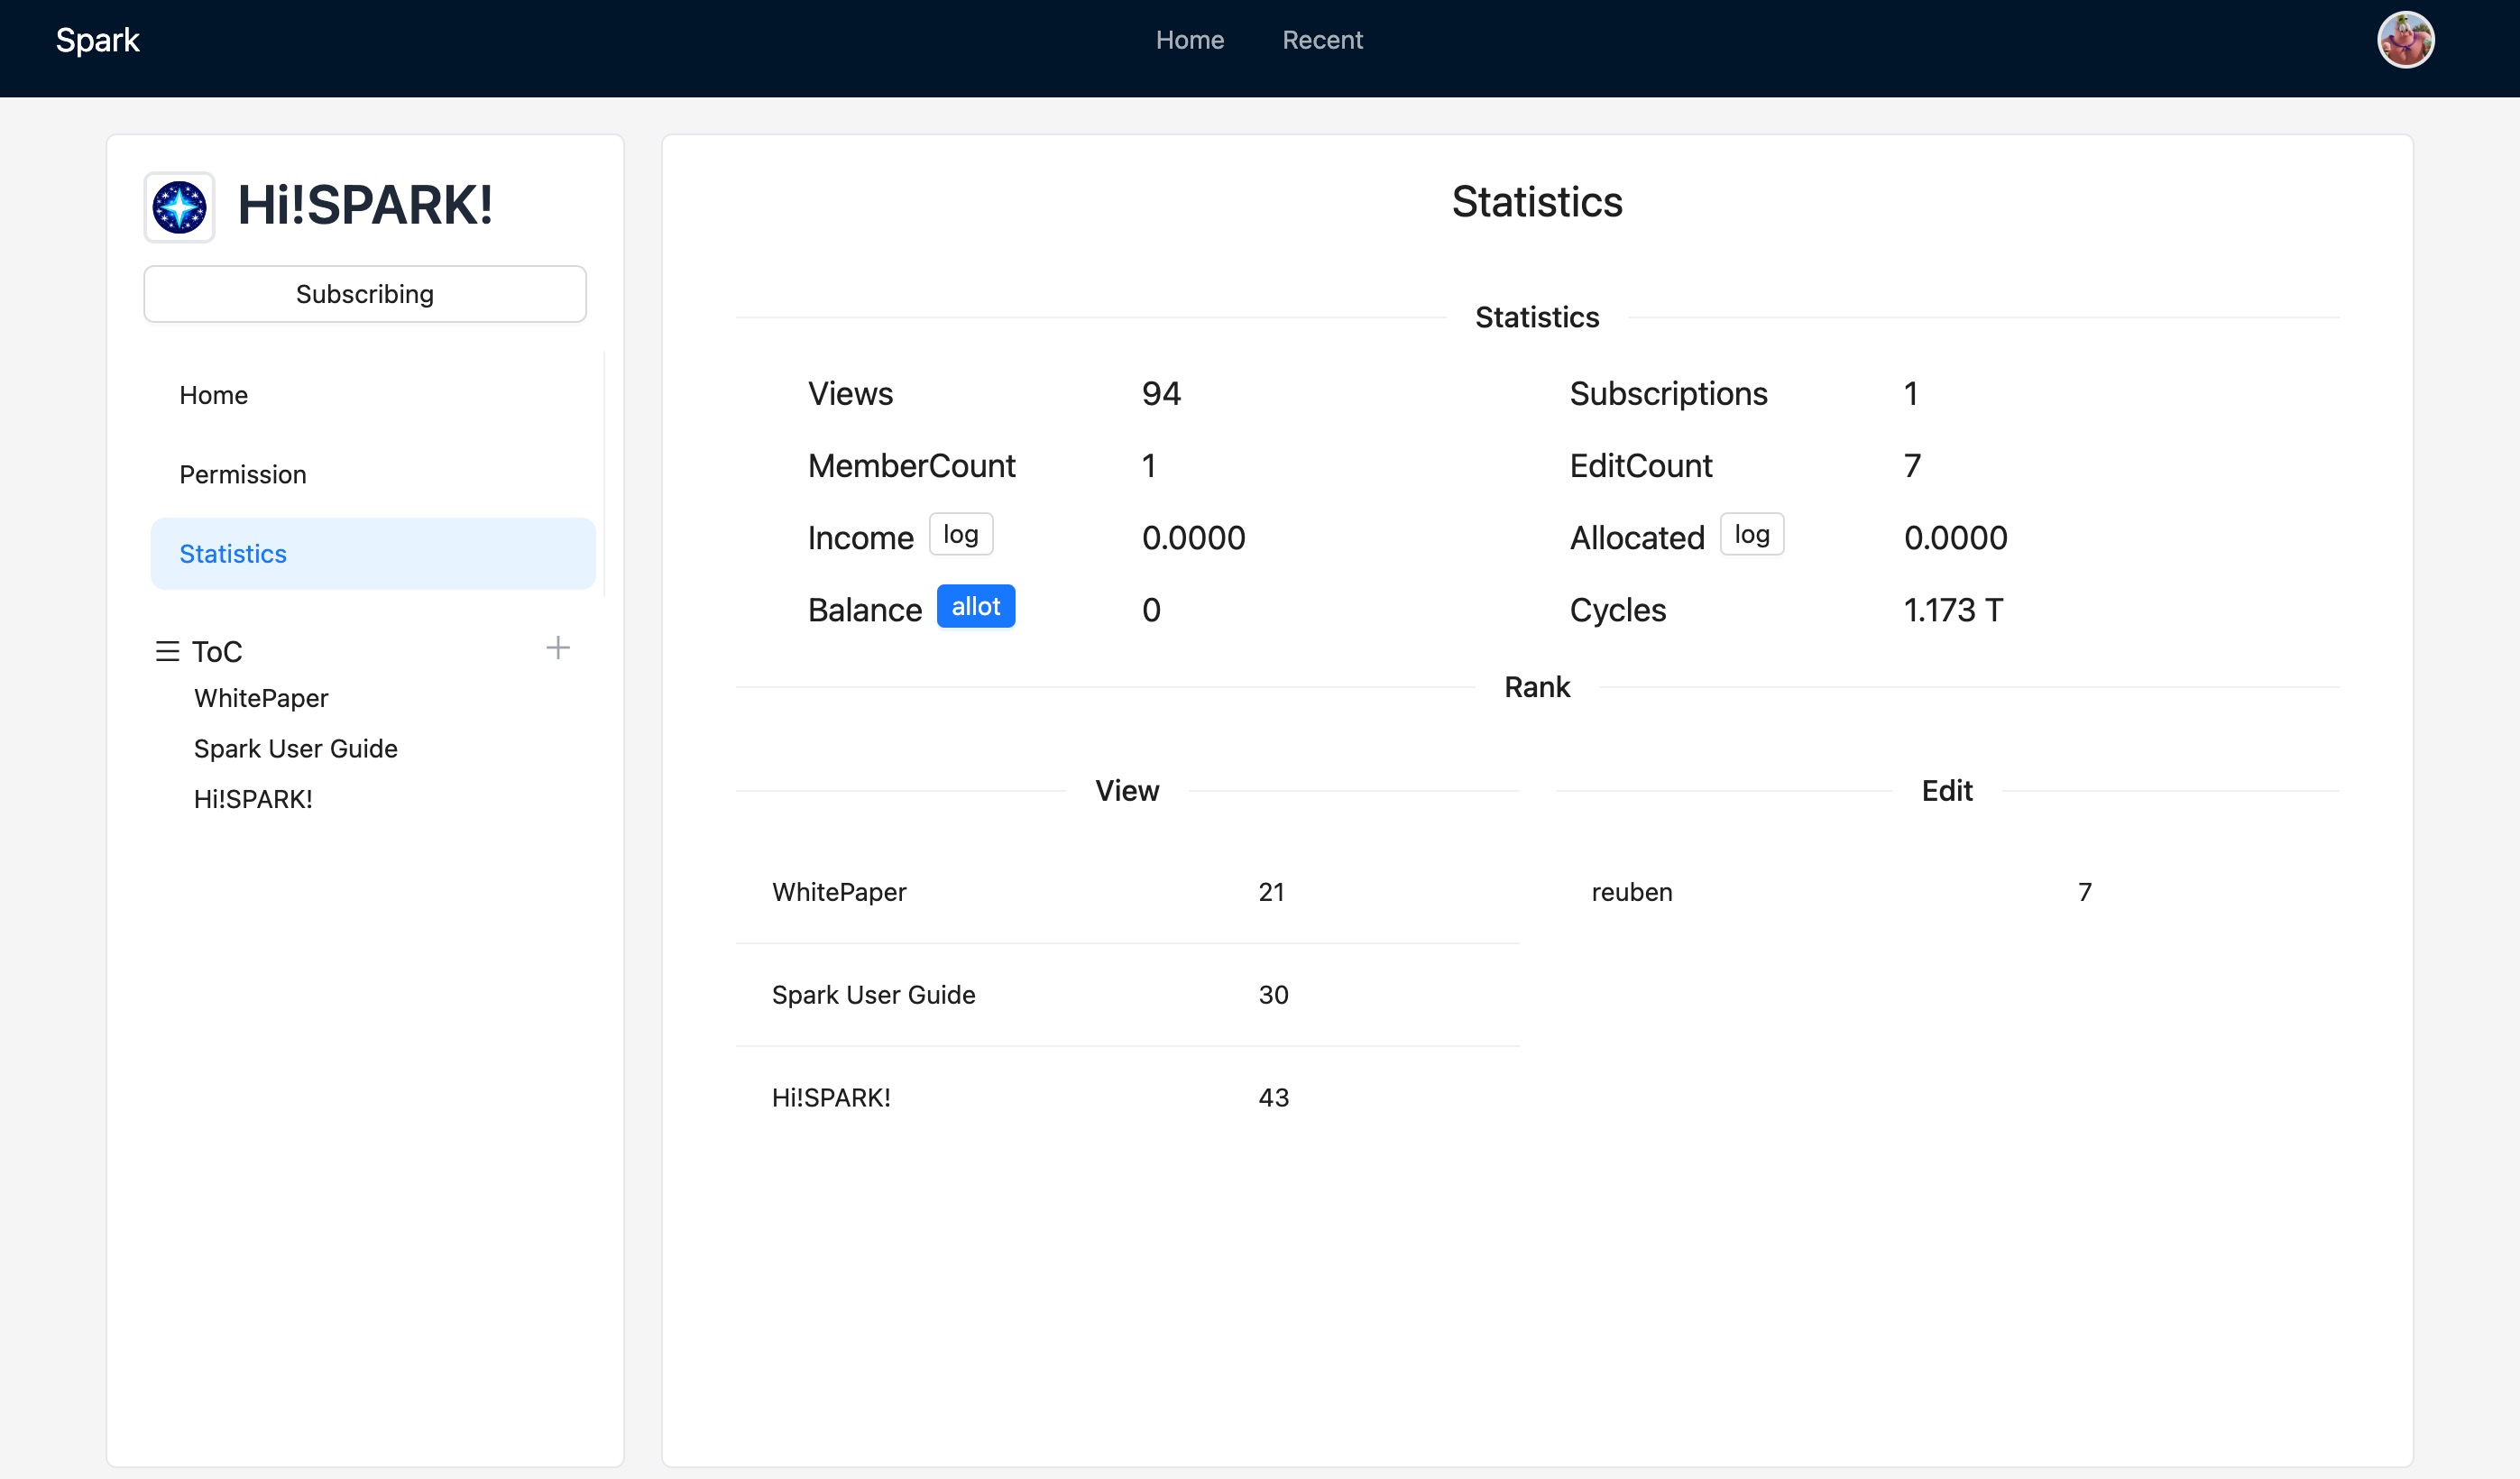 Spark
Home Recent
Hi!SPARK!
Subscribing
Home
Permission
Statistics
ToC
WhitePaper
Spark User Guide
Hi!SPARK!
Statistics
Statistics
Views 94 Subscriptions 1
MemberCount 1 EditCount 7
Income log 0.0000 Allocated log 0.0000
Balance allot 0 Cycles 1.173 T
Rank
View
WhitePaper 21
Spark User Guide 30
Hi!SPARK! 43
Edit
reuben 7